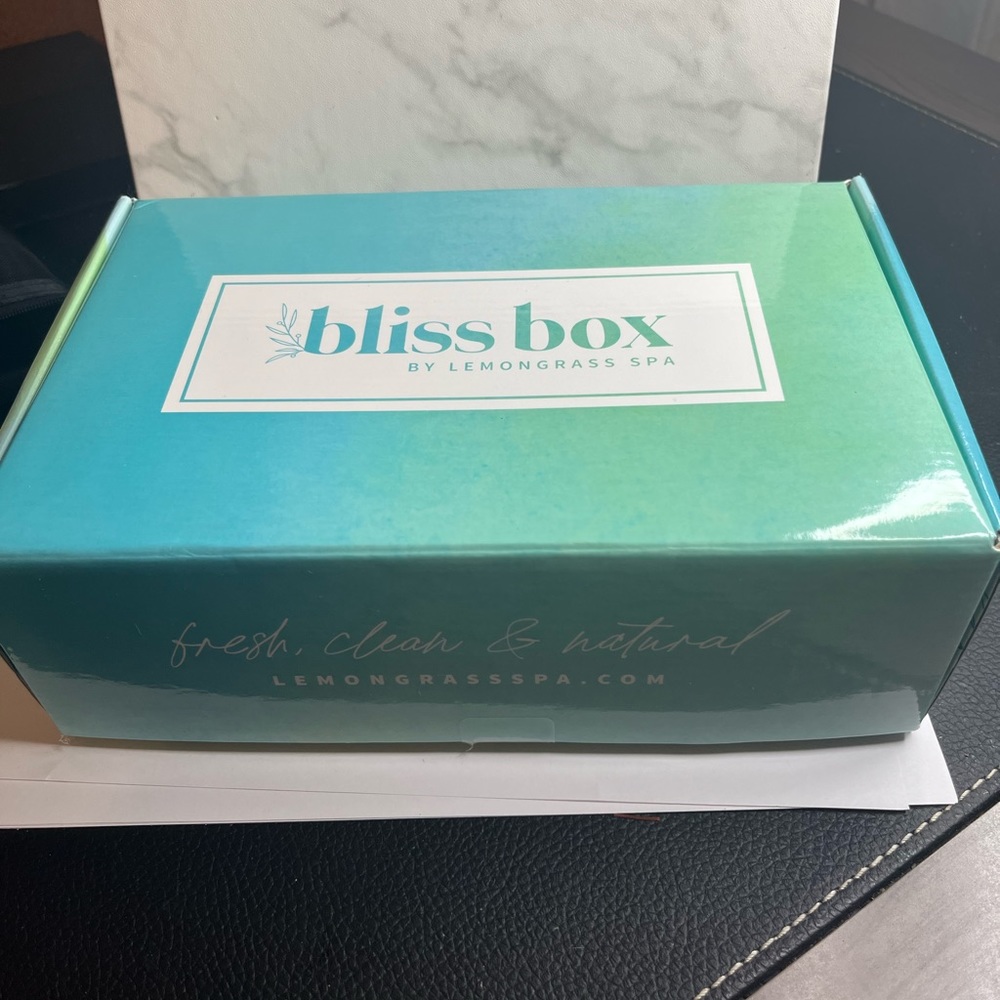 bliss box
BY LEMONGRASS SPA
fresh, clean & natural
LEMONGRASSSPA.COM